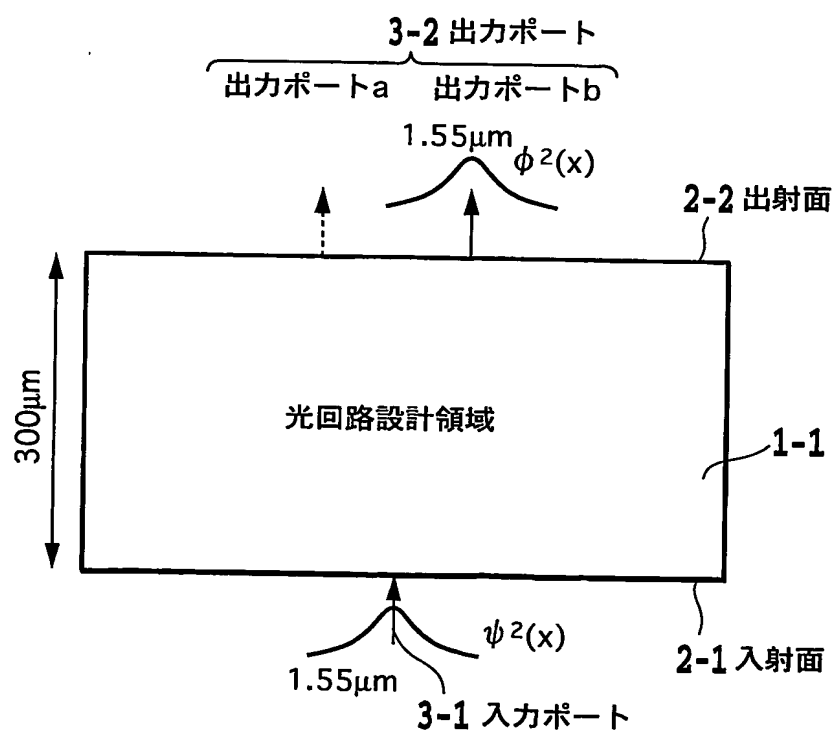 3-2 出力ポート
出力ポートa 出力ポートb
1.55μm
ϕ²(x)
2-2 出射面
300μm
光回路設計領域
1-1
ψ²(x)
1.55μm
2-1 入射面
3-1 入力ポート